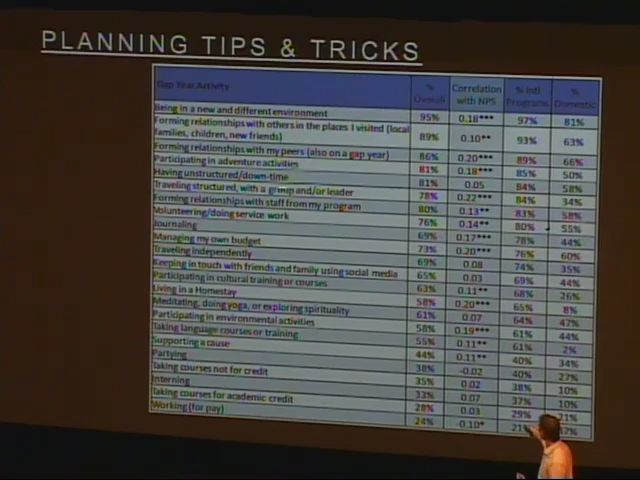 PLANNING TIPS & TRICKS
Gap Year Activity % Overall Correlation with NPS % Intl Programs % Domestic
Being in a new and different environment 95% 0.18*** 97% 81%
Forming relationships with others in the places I visited (local families, children, new friends) 89% 0.10** 93% 63%
Forming relationships with my peers (also on a gap year) 86% 0.20*** 89% 66%
Participating in adventure activities 81% 0.18*** 85% 50%
Having unstructured/down-time 81% 0.05 84% 58%
Traveling structured, with a group and/or leader 78% 0.22*** 84% 34%
Forming relationships with staff from my program 80% 0.13** 83% 58%
Volunteering/doing service work 76% 0.14** 80% 55%
Journaling 69% 0.17*** 78% 44%
Managing my own budget 73% 0.20*** 76% 60%
Traveling independently 69% 0.08 74% 35%
Keeping in touch with friends and family using social media 65% 0.03 69% 44%
Participating in cultural training or courses 63% 0.11** 68% 26%
Living in a Homestay 58% 0.20*** 65% 8%
Meditating, doing yoga, or exploring spirituality 61% 0.07 64% 47%
Participating in environmental activities 58% 0.19*** 61% 44%
Taking language courses or training 55% 0.11** 61% 2%
Supporting a cause 44% 0.11** 40% 34%
Partying 38% -0.02 40% 27%
Taking courses not for credit 35% 0.02 38% 10%
Interning 33% 0.07 37% 10%
Taking courses for academic credit 28% 0.03 29% 21%
Working (for pay) 24% -0.10* 21%